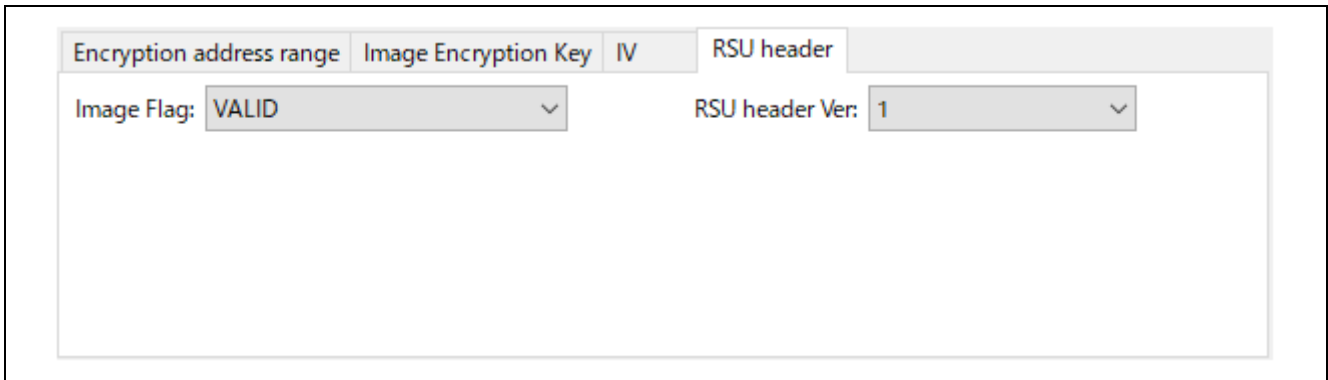 Encryption address range Image Encryption Key IV RSU header
Image Flag: VALID RSU header Ver: 1